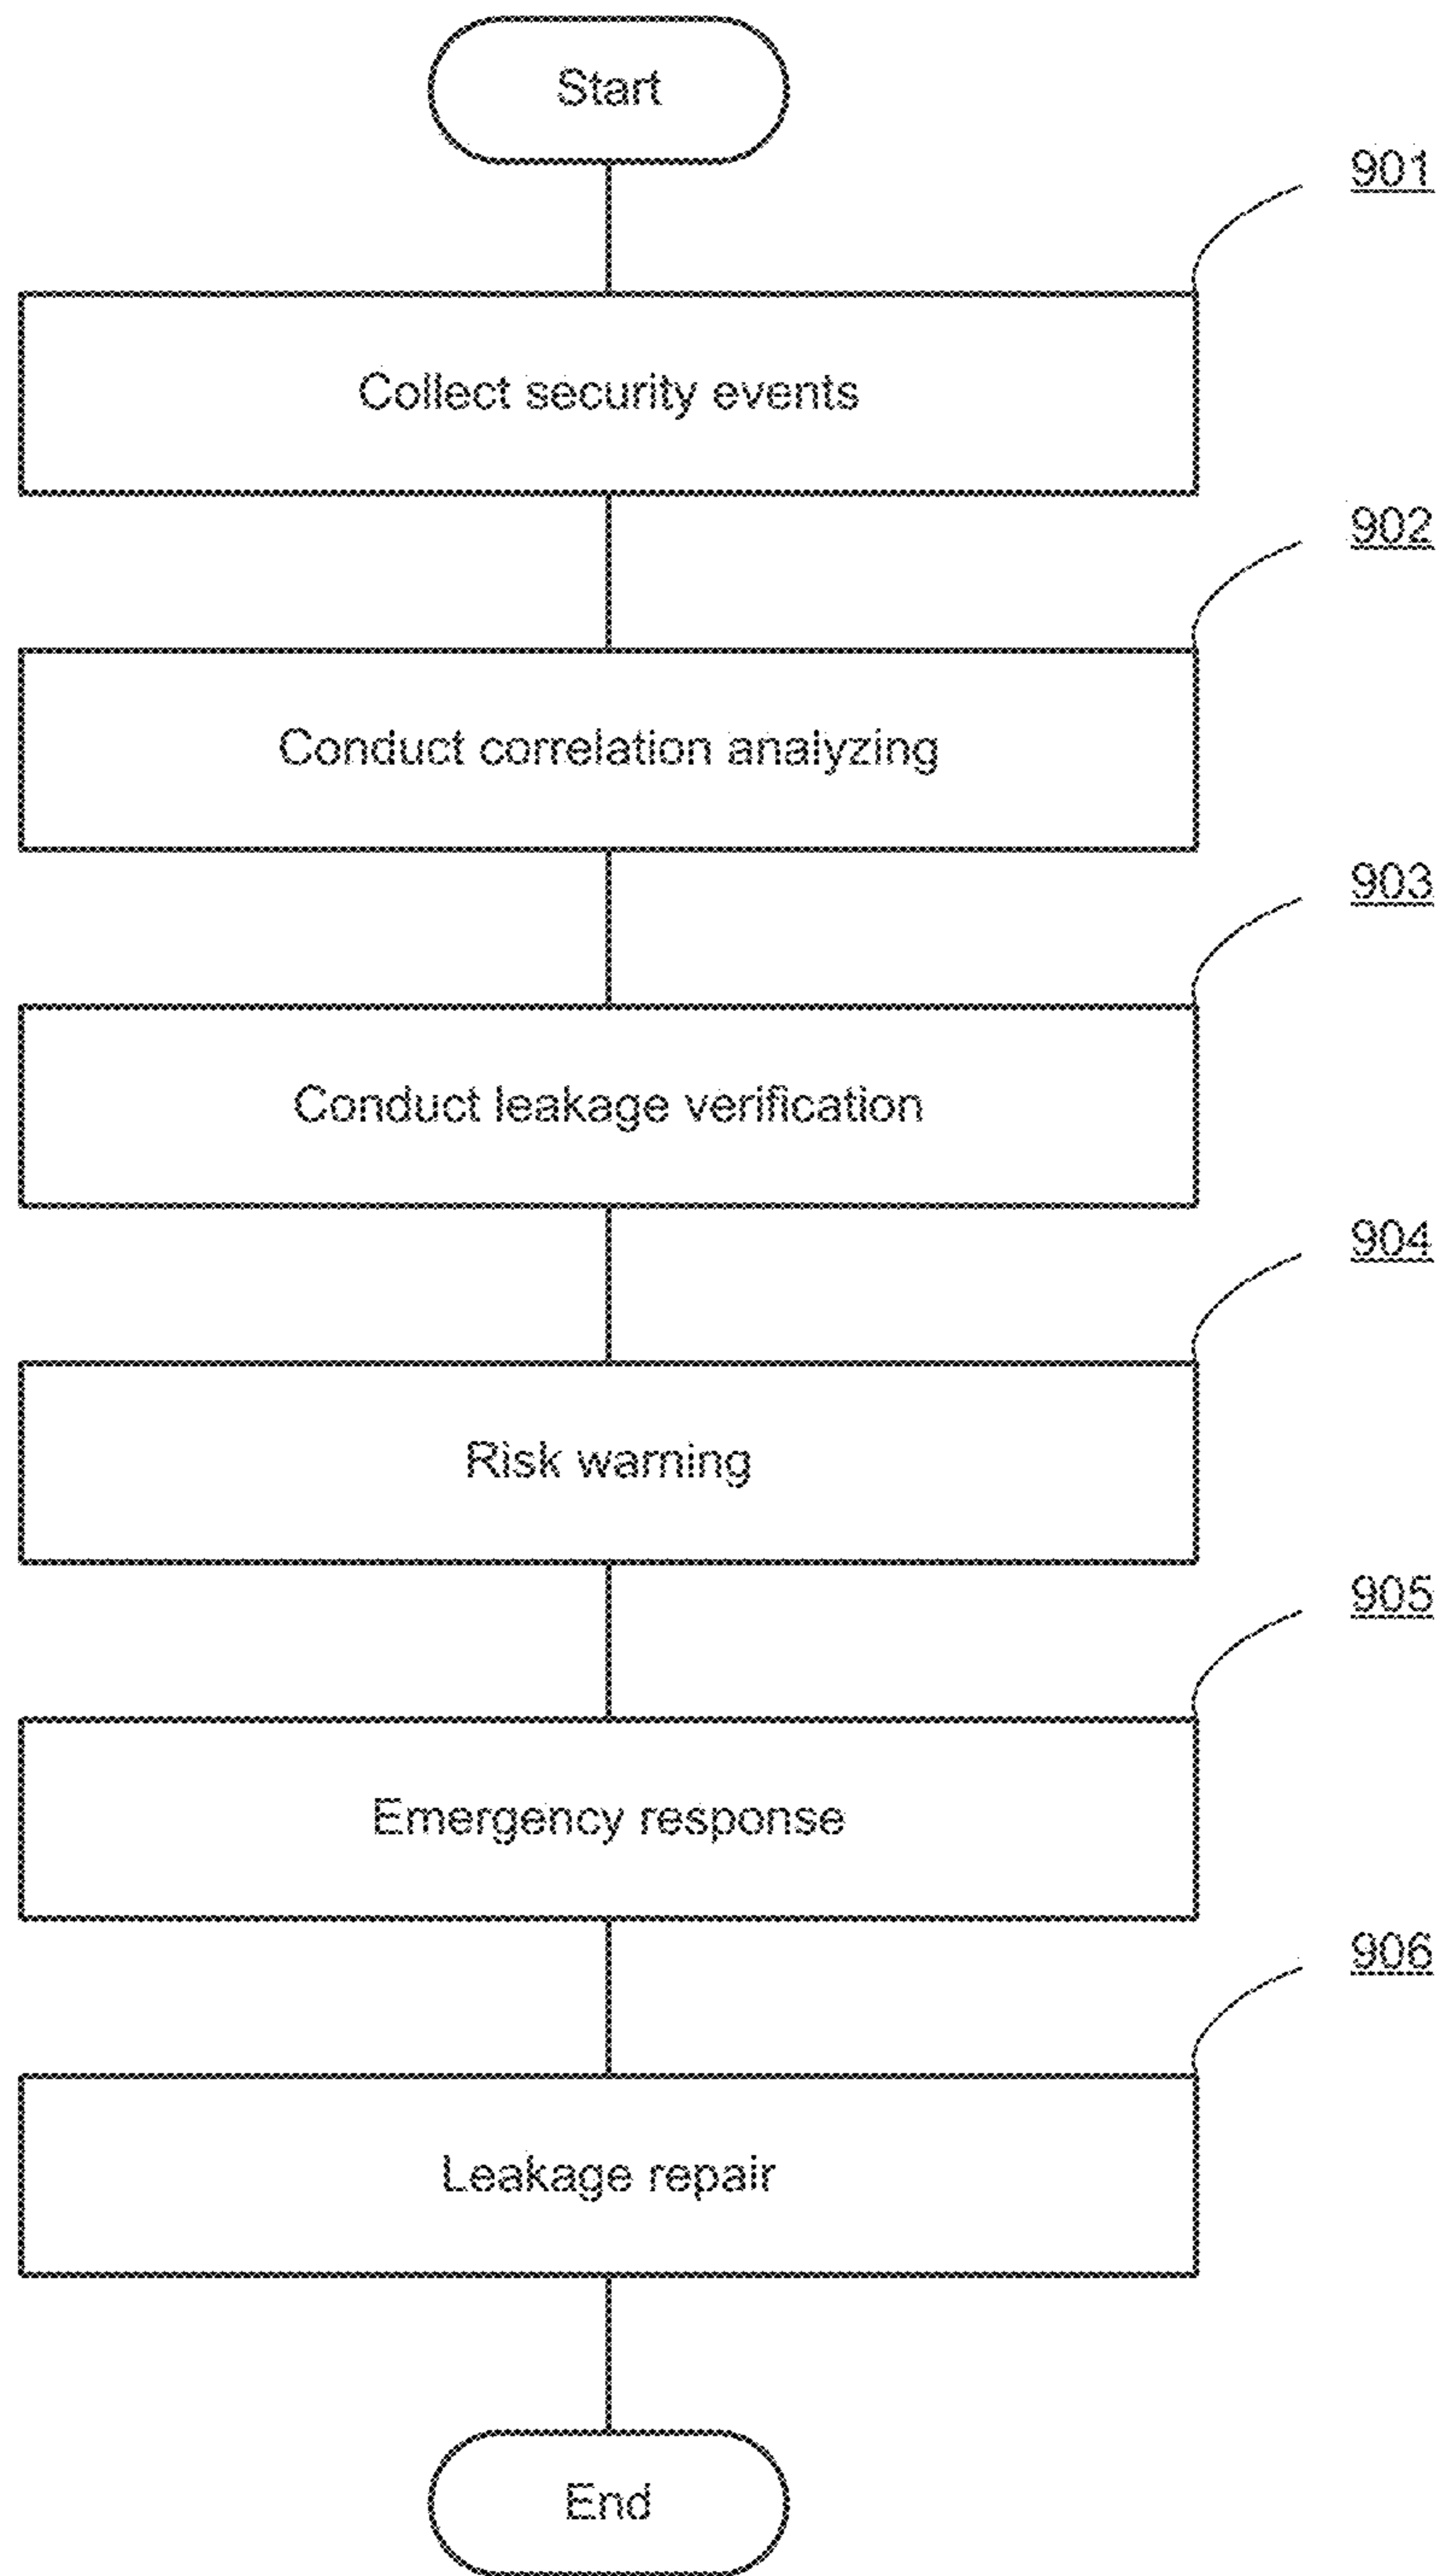 Start
901
Collect security events
902
Conduct correlation analyzing
903
Conduct leakage verification
904
Risk warning
905
Emergency response
906
Leakage repair
End